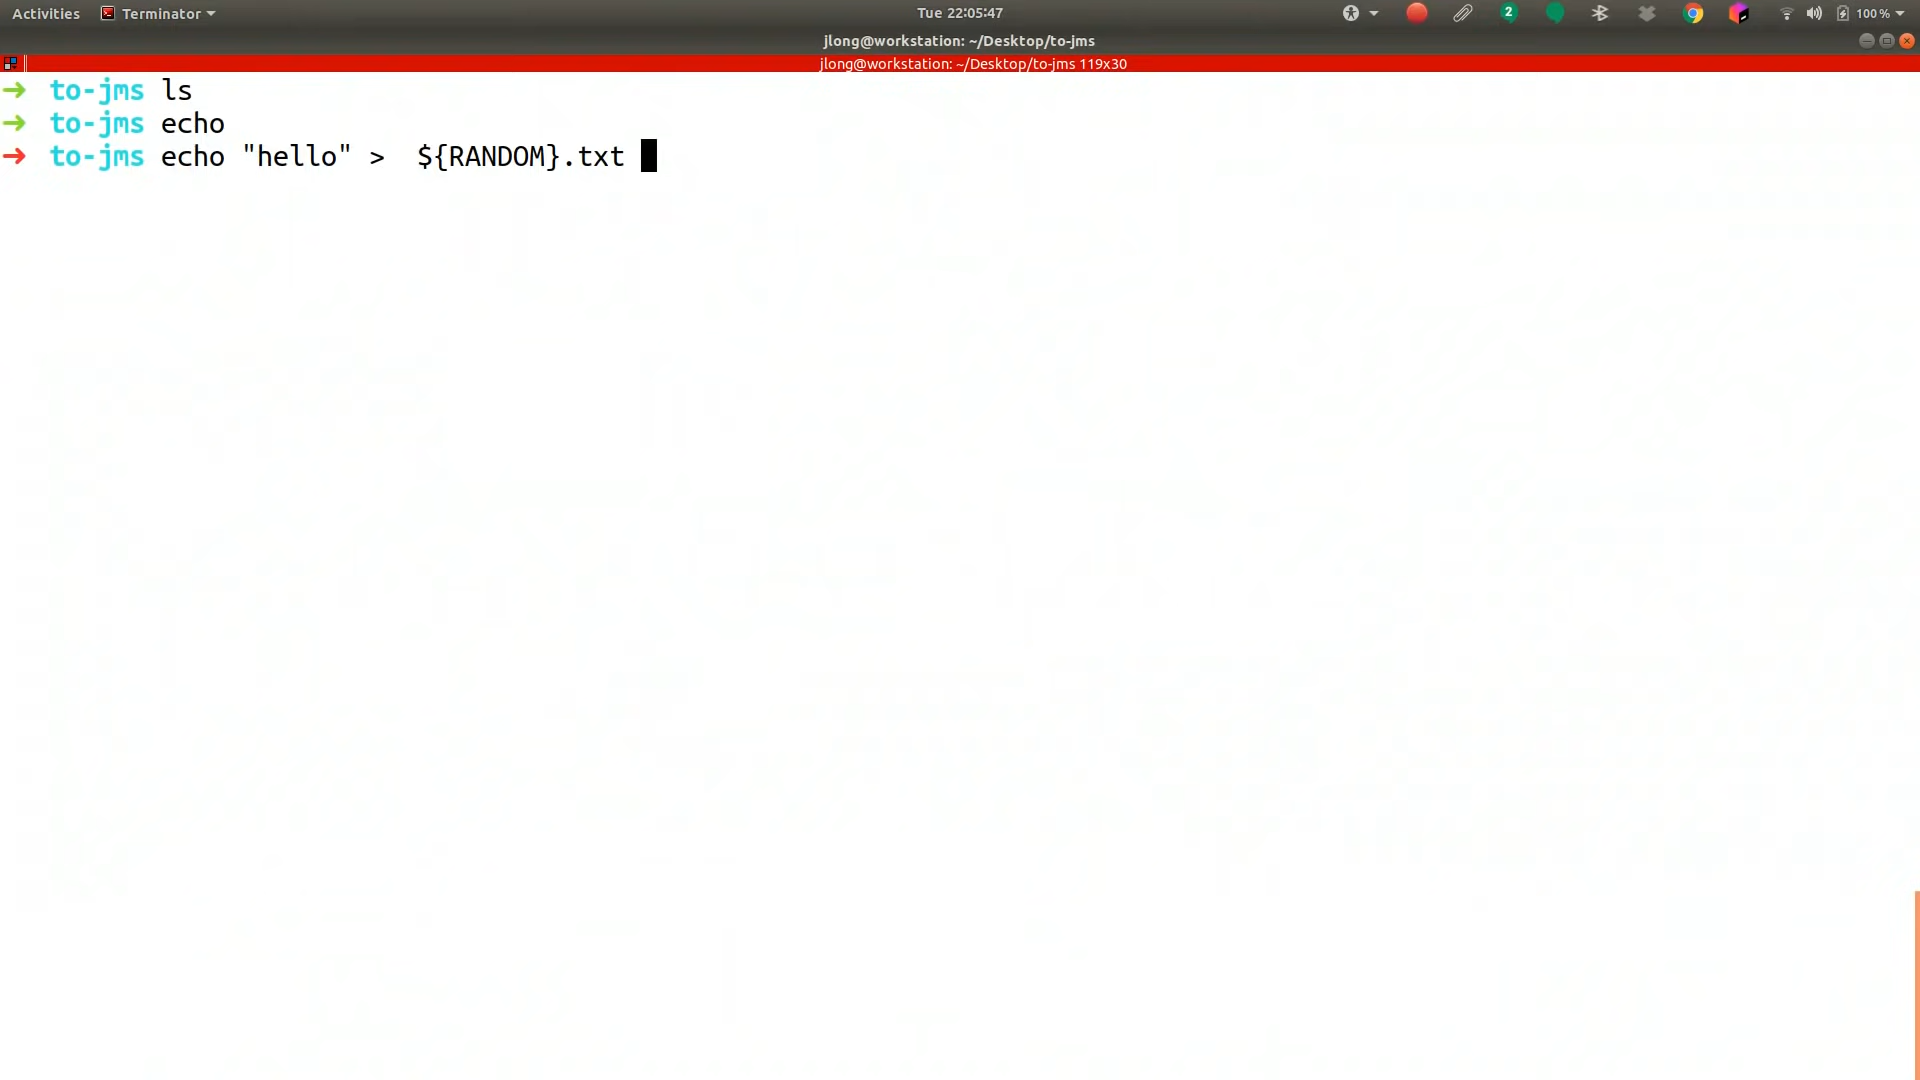 Activities Terminator Tue 22:05:47 2 100%
jlong@workstation: ~/Desktop/to-jms
jlong@workstation: ~/Desktop/to-jms 119x30
➜ to-jms ls
➜ to-jms echo
➜ to-jms echo "hello" >  ${RANDOM}.txt